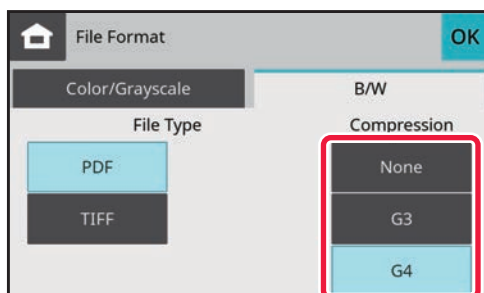 File Format
OK
Color/Grayscale
B/W
File Type
Compression
PDF
None
TIFF
G3
G4